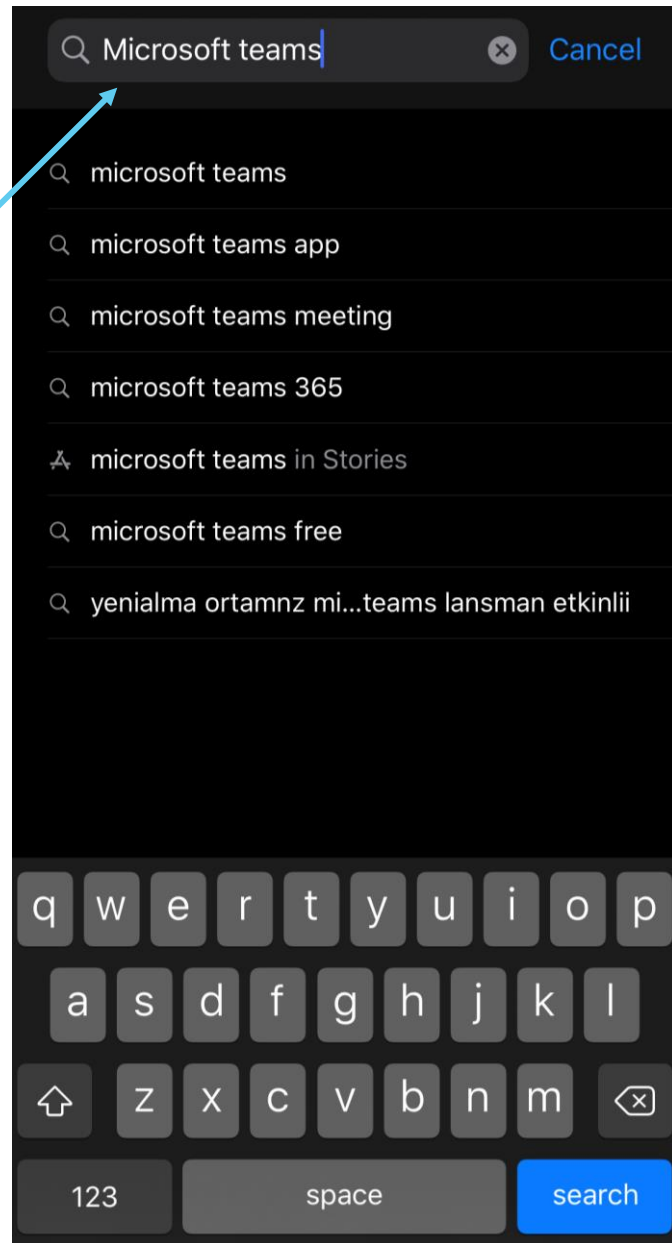 Microsoft teams Cancel
microsoft teams
microsoft teams app
microsoft teams meeting
microsoft teams 365
microsoft teams in Stories
microsoft teams free
yenialma ortamnz mi...teams lansman etkinlii
q w e r t y u i o p
a s d f g h j k l
z x c v b n m
123 space search